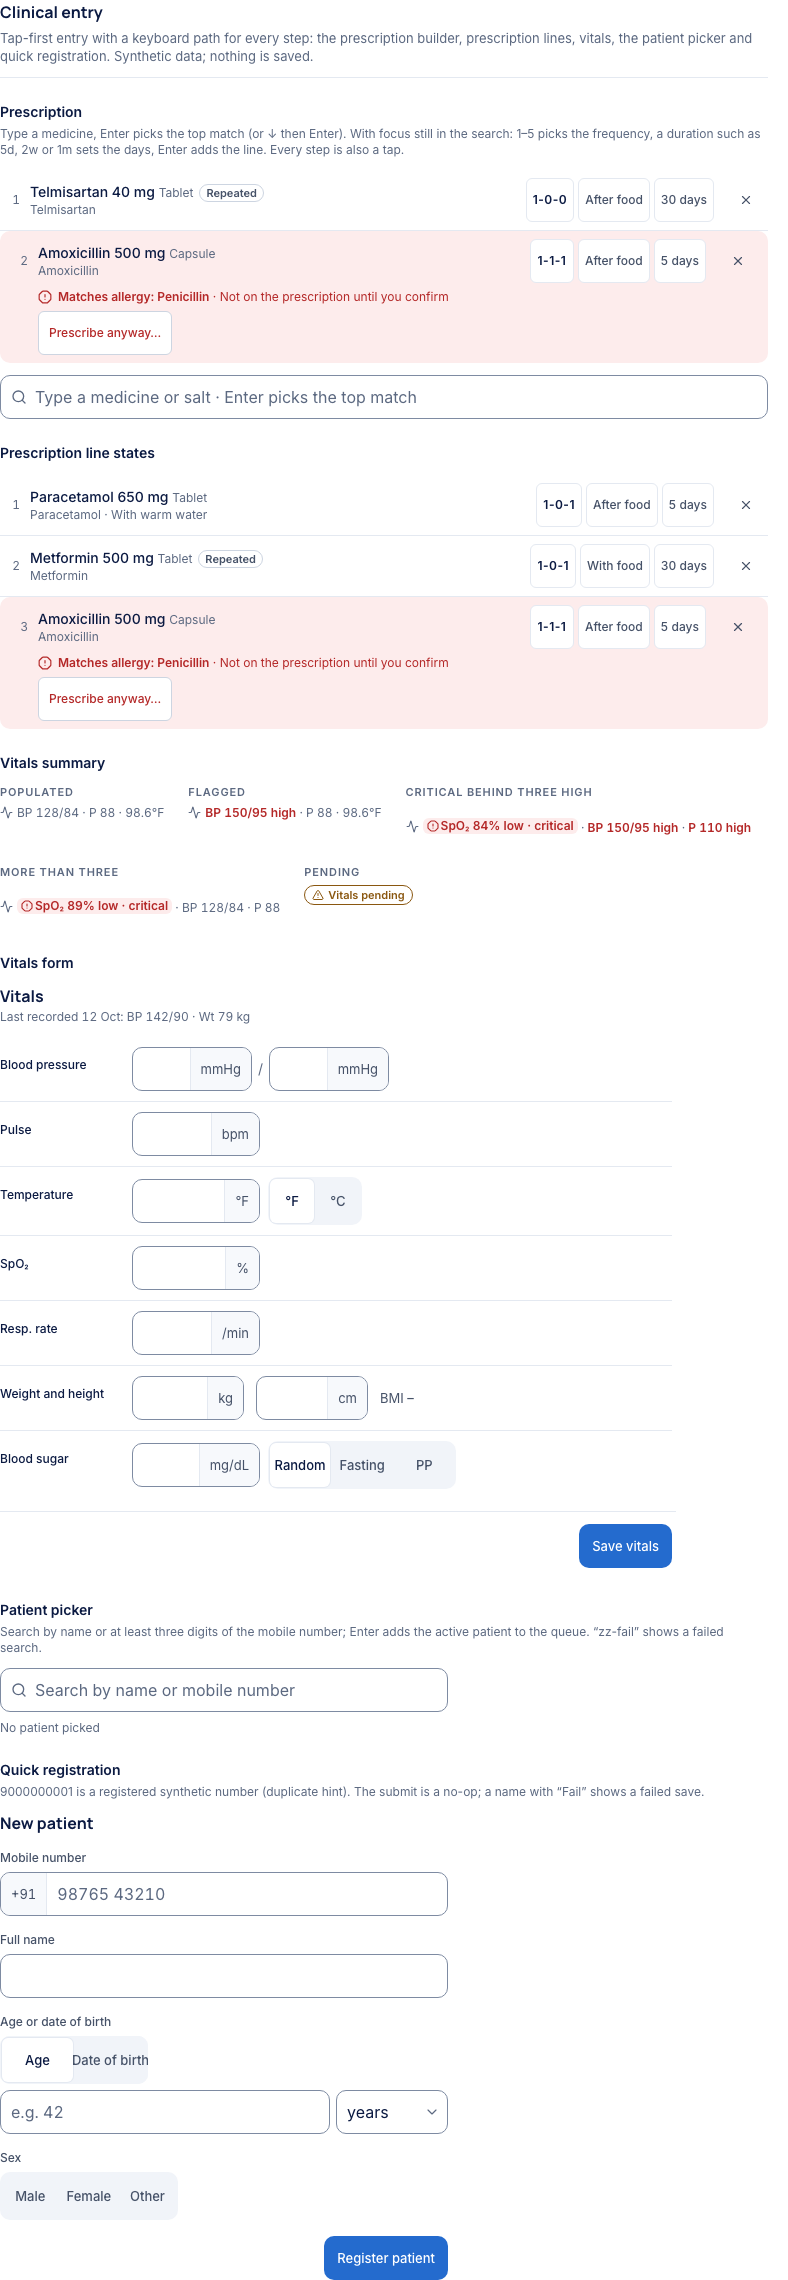 Clinical entry
Tap-first entry with a keyboard path for every step: the prescription builder, prescription lines, vitals, the patient picker and
quick registration. Synthetic data; nothing is saved.
Prescription
Type a medicine, Enter picks the top match (or ↓ then Enter). With focus still in the search: 1–5 picks the frequency, a duration such as
5d, 2w or 1m sets the days, Enter adds the line. Every step is also a tap.
1 Telmisartan 40 mg Tablet Repeated 1-0-0 After food 30 days ×
Telmisartan
2 Amoxicillin 500 mg Capsule 1-1-1 After food 5 days ×
Amoxicillin
Matches allergy: Penicillin · Not on the prescription until you confirm
Prescribe anyway...
Type a medicine or salt · Enter picks the top match
Prescription line states
1 Paracetamol 650 mg Tablet 1-0-1 After food 5 days ×
Paracetamol · With warm water
2 Metformin 500 mg Tablet Repeated 1-0-1 With food 30 days ×
Metformin
3 Amoxicillin 500 mg Capsule 1-1-1 After food 5 days ×
Amoxicillin
Matches allergy: Penicillin · Not on the prescription until you confirm
Prescribe anyway...
Vitals summary
POPULATED FLAGGED CRITICAL BEHIND THREE HIGH
BP 128/84 · P 88 · 98.6°F BP 150/95 high · P 88 · 98.6°F SpO₂ 84% low · critical · BP 150/95 high · P 110 high
MORE THAN THREE PENDING
SpO₂ 89% low · critical · BP 128/84 · P 88 Vitals pending
Vitals form
Vitals
Last recorded 12 Oct: BP 142/90 · Wt 79 kg
Blood pressure mmHg / mmHg
Pulse bpm
Temperature °F °F °C
SpO₂ %
Resp. rate /min
Weight and height kg cm BMI –
Blood sugar mg/dL Random Fasting PP
Save vitals
Patient picker
Search by name or at least three digits of the mobile number; Enter adds the active patient to the queue. “zz-fail” shows a failed
search.
Search by name or mobile number
No patient picked
Quick registration
9000000001 is a registered synthetic number (duplicate hint). The submit is a no-op; a name with “Fail” shows a failed save.
New patient
Mobile number
+91 98765 43210
Full name
Age or date of birth
Age Date of birth
e.g. 42 years
Sex
Male Female Other
Register patient